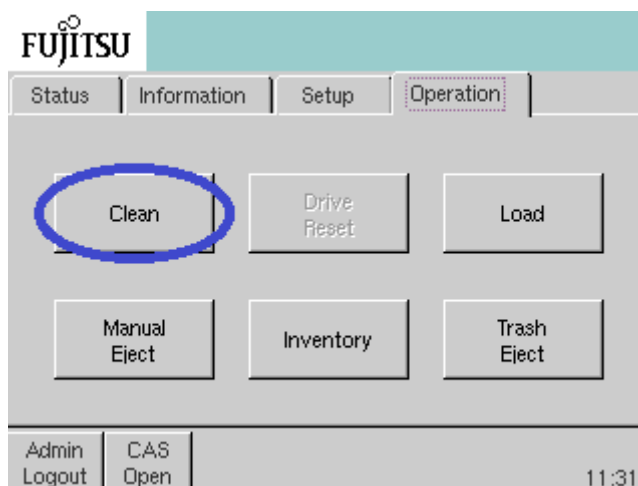 FUJITSU
Status Information Setup Operation
Clean
Drive
Reset
Load
Manual
Eject
Inventory
Trash
Eject
Admin
Logout
CAS
Open
11:31